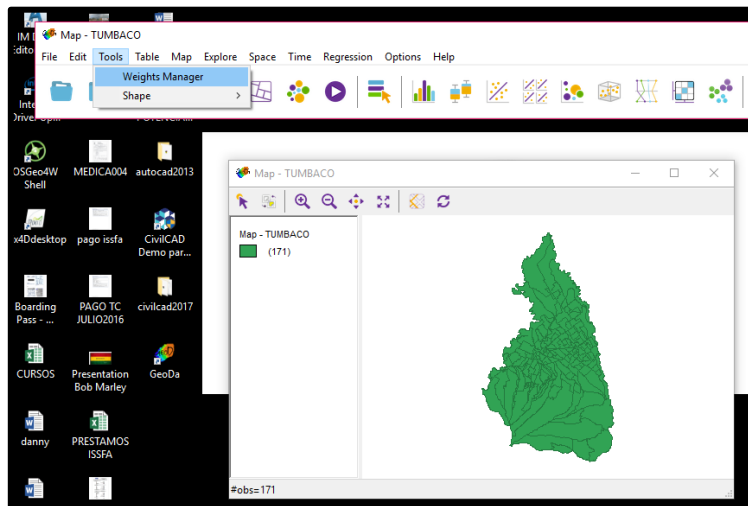 Map - TUMBACO
File Edit Tools Table Map Explore Space Time Regression Options Help
Weights Manager
Shape
OSGeo4W Shell
MEDICA004
autocad2013
x4Ddesktop
pago issfa
CivilCAD Demo par...
Boarding Pass - ...
PAGO TC JULIO2016
civilcad2017
CURSOS
Presentation Bob Marley
GeoDa
danny
PRESTAMOS ISSFA
Map - TUMBACO
Map - TUMBACO
(171)
#obs=171